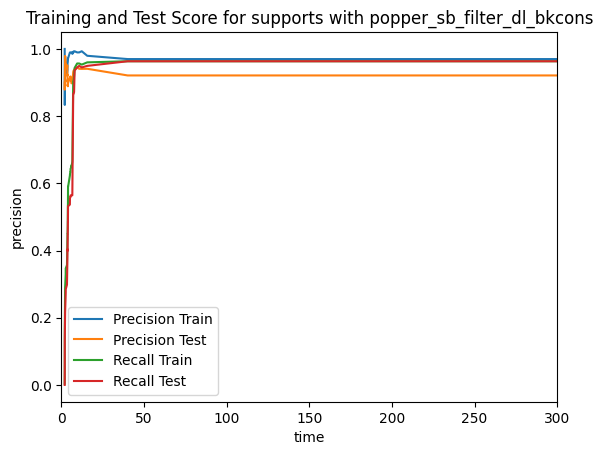 Training and Test Score for supports with popper_sb_filter_dl_bkcons
1.0
0.8
0.6
0.4
0.2
0.0
precision
Precision Train
Precision Test
Recall Train
Recall Test
0 50 100 150 200 250 300
time